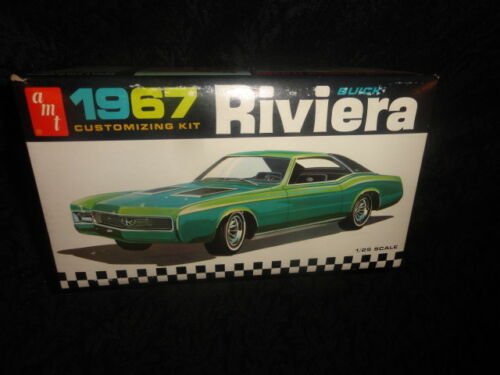 amt
1967
CUSTOMIZING KIT
BUICK
Riviera
1/25 SCALE